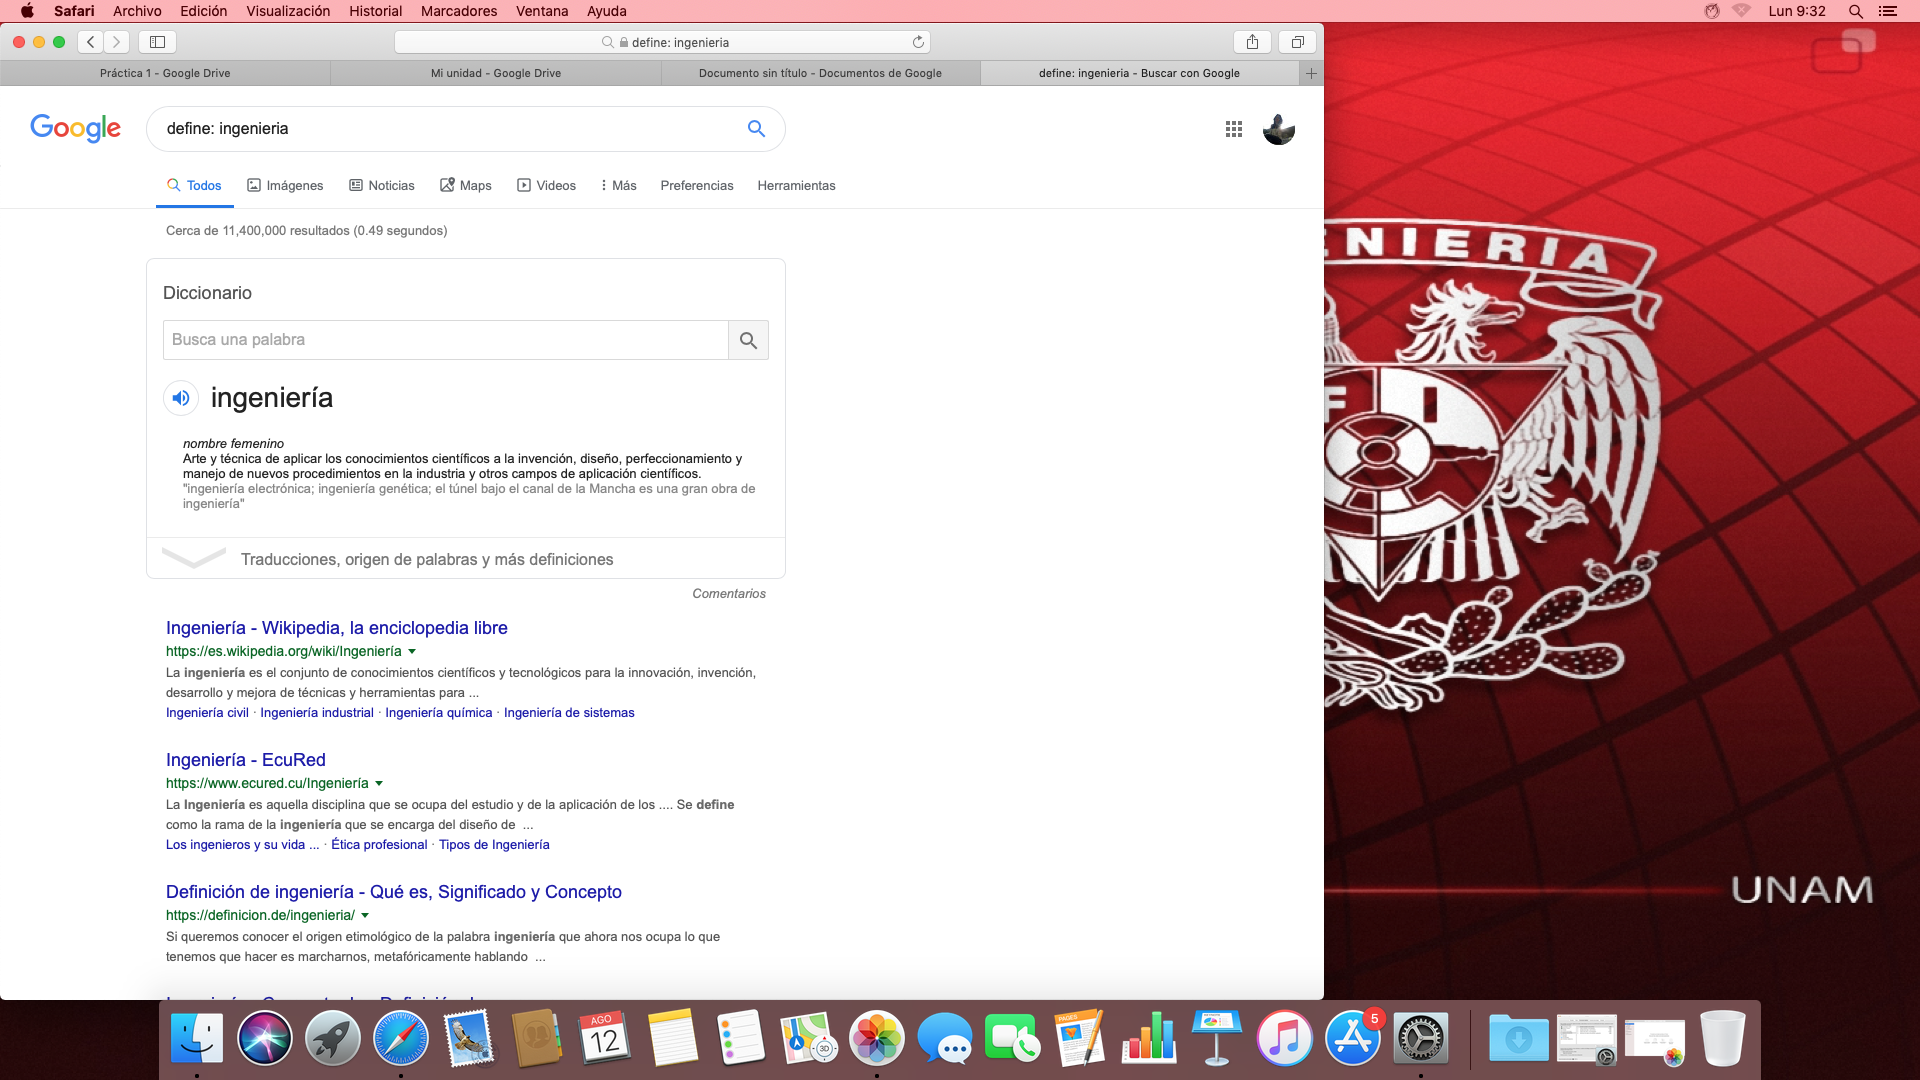 Safari Archivo Edición Visualización Historial Marcadores Ventana Ayuda Lun 9:32
define: ingenieria
Práctica 1 - Google Drive Mi unidad - Google Drive Documento sin título - Documentos de Google define: ingenieria - Buscar con Google
Google define: ingenieria
Todos Imágenes Noticias Maps Videos Más Preferencias Herramientas
Cerca de 11,400,000 resultados (0.49 segundos)
Diccionario
Busca una palabra
ingeniería
nombre femenino
Arte y técnica de aplicar los conocimientos científicos a la invención, diseño, perfeccionamiento y
manejo de nuevos procedimientos en la industria y otros campos de aplicación científicos.
"ingeniería electrónica; ingeniería genética; el túnel bajo el canal de la Mancha es una gran obra de
ingeniería"
Traducciones, origen de palabras y más definiciones
Comentarios
Ingeniería - Wikipedia, la enciclopedia libre
https://es.wikipedia.org/wiki/Ingeniería
La ingeniería es el conjunto de conocimientos científicos y tecnológicos para la innovación, invención,
desarrollo y mejora de técnicas y herramientas para ...
Ingeniería civil · Ingeniería industrial · Ingeniería química · Ingeniería de sistemas
Ingeniería - EcuRed
https://www.ecured.cu/Ingeniería
La Ingeniería es aquella disciplina que se ocupa del estudio y de la aplicación de los .... Se define
como la rama de la ingeniería que se encarga del diseño de ...
Los ingenieros y su vida ... · Ética profesional · Tipos de Ingeniería
Definición de ingeniería - Qué es, Significado y Concepto
https://definicion.de/ingenieria/
Si queremos conocer el origen etimológico de la palabra ingeniería que ahora nos ocupa lo que
tenemos que hacer es marcharnos, metafóricamente hablando ...
NIERIA
F I
UNAM
AGO
12
PAGES
5